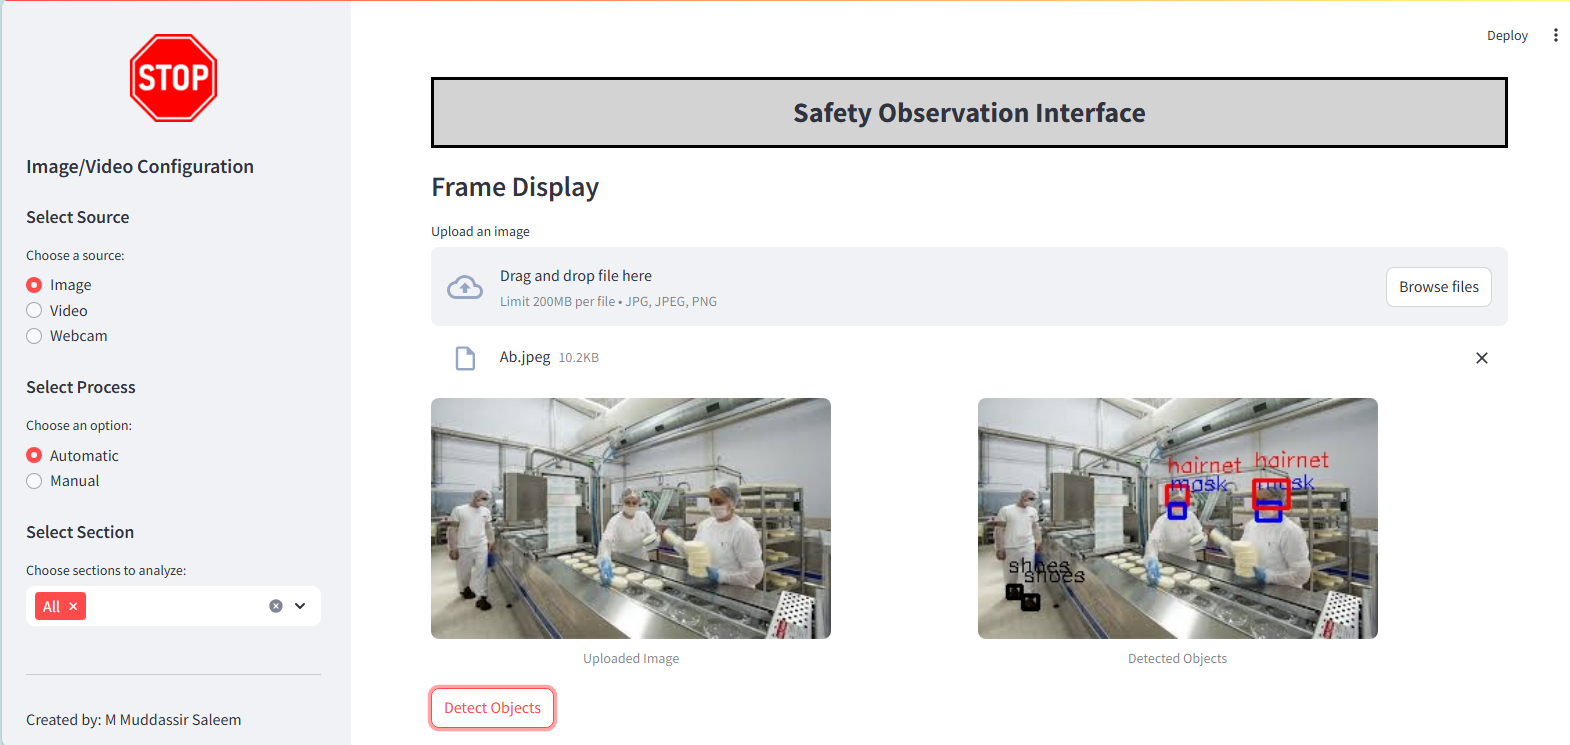 STOP
Image/Video Configuration
Select Source
Choose a source:
Image
Video
Webcam
Select Process
Choose an option:
Automatic
Manual
Select Section
Choose sections to analyze:
All
Created by: M Muddassir Saleem
Deploy
Safety Observation Interface
Frame Display
Upload an image
Drag and drop file here
Limit 200MB per file • JPG, JPEG, PNG
Browse files
Ab.jpeg 10.2KB
hairnet
hairnet
mask
mask
shoes
shoes
Uploaded Image
Detected Objects
Detect Objects